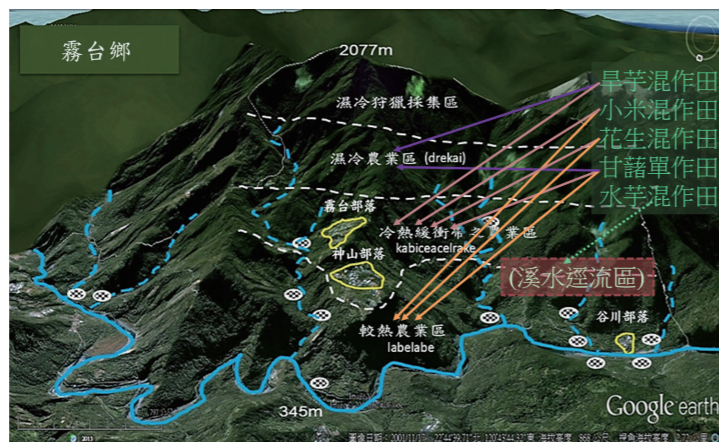 霧台鄉
2077m
旱芋混作田
濕冷狩獵採集區
小米混作田
花生混作田
濕冷農業區 (drekai)
甘藷單作田
水芋混作田
霧台部落
冷熱緩衝帶之農業區
kabiceacelrake
神山部落
(溪水逕流區)
谷川部落
較熱農業區
labelabe
345m
Google earth
2013